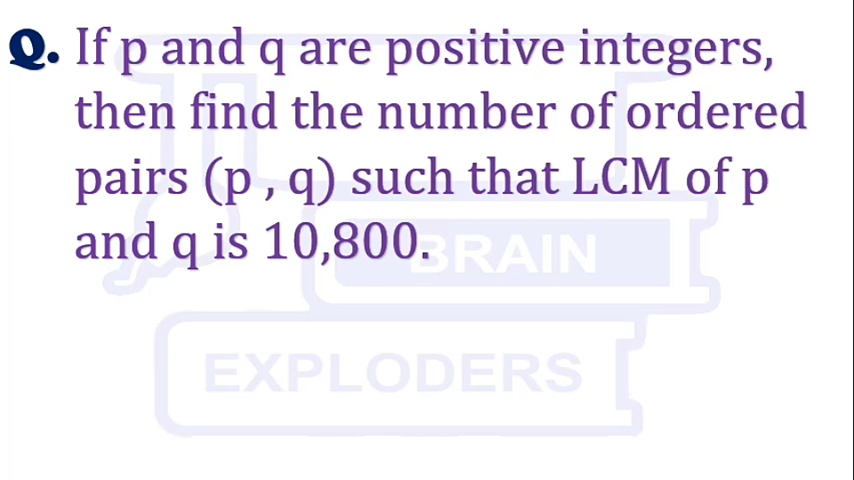 Q. If p and q are positive integers,
then find the number of ordered
pairs (p , q) such that LCM of p
and q is 10,800.
BRAIN
EXPLODERS